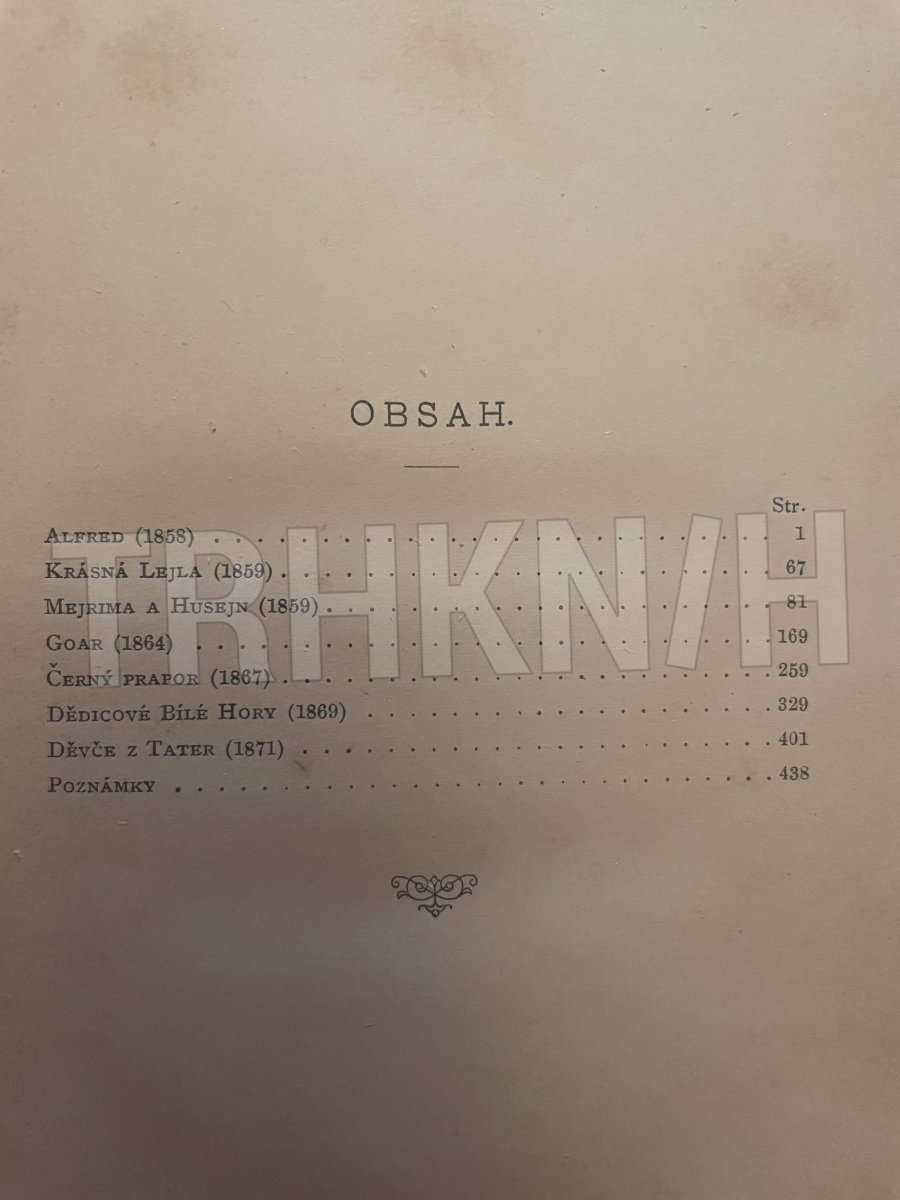 OBSAH.
Str.
ALFRED (1858) . . . . . . . . . . . . . . . . . . 1
KRÁSNÁ LEJLA (1859) . . . . . . . . . . . . . . . . 67
MEJRIMA A HUSEJN (1859) . . . . . . . . . . . . . . 81
GOAR (1864) . . . . . . . . . . . . . . . . . . 169
ČERNÝ PRAPOR (1867) . . . . . . . . . . . . . . . . 259
DĚDICOVÉ BÍLÉ HORY (1869) . . . . . . . . . . . . . 329
DĚVČE Z TATER (1871) . . . . . . . . . . . . . . . 401
POZNÁMKY . . . . . . . . . . . . . . . . . . . 438
TRHKN/H